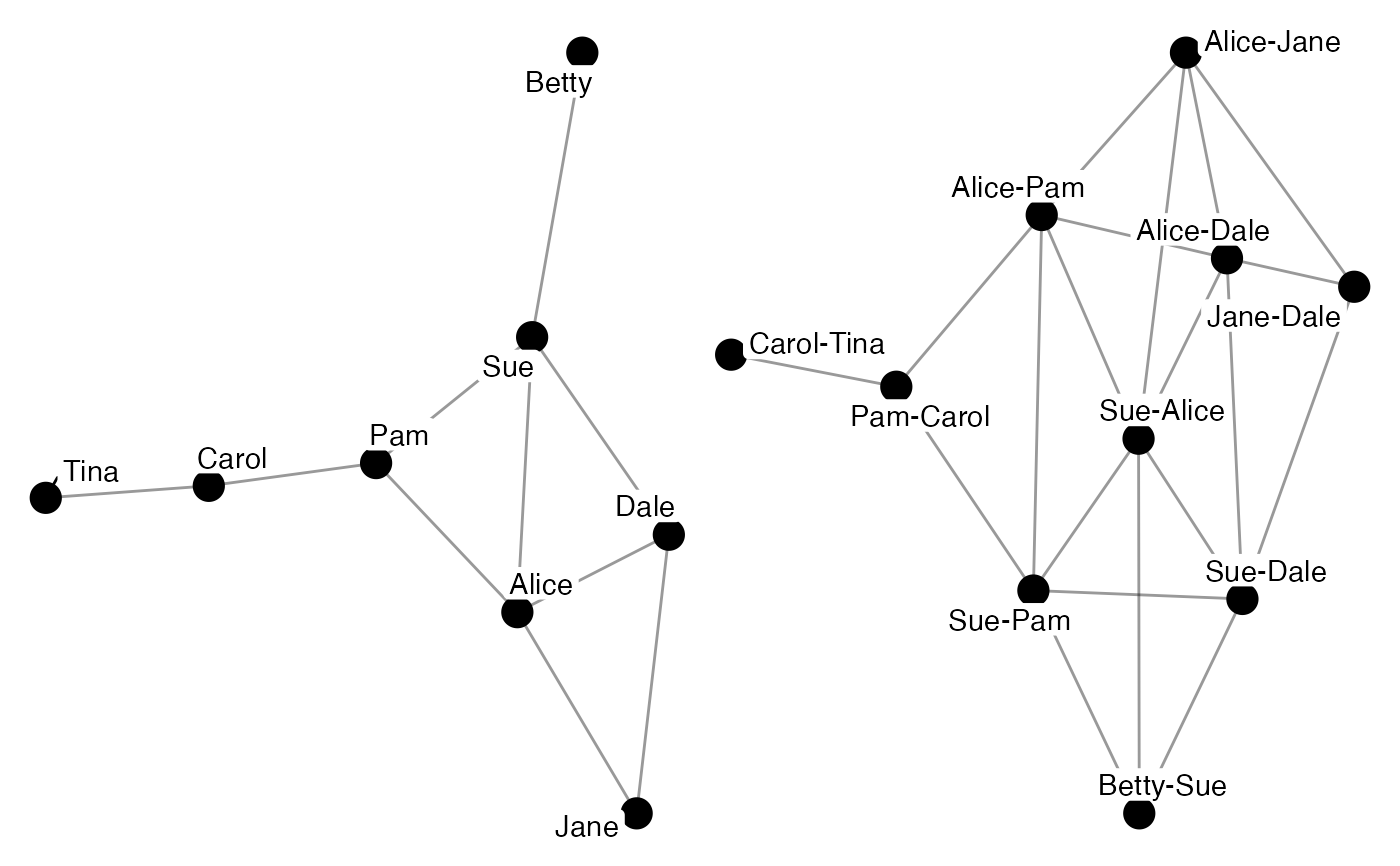 Betty
Sue
Pam
Carol
Tina
Dale
Alice
Jane
Alice-Jane
Alice-Pam
Alice-Dale
Jane-Dale
Carol-Tina
Pam-Carol
Sue-Alice
Sue-Dale
Sue-Pam
Betty-Sue